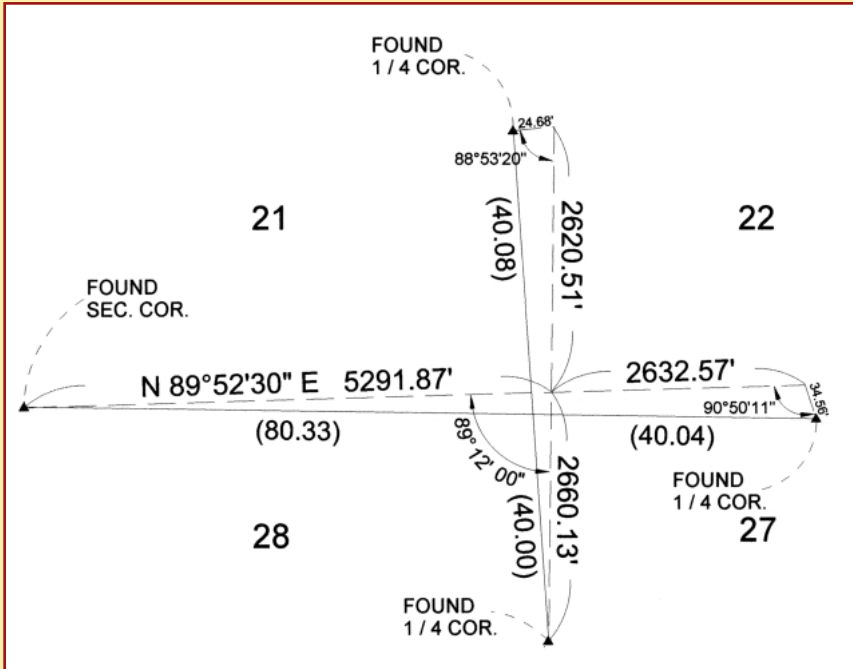 FOUND
1 / 4 COR.
24.68'
88°53'20"
21
22
(40.08)
2620.51'
FOUND
SEC. COR.
N 89°52'30" E 5291.87'
2632.57'
34.56'
90°50'11"
(80.33)
(40.04)
89° 12' 00"
(40.00)
2660.13'
FOUND
1 / 4 COR.
28
27
FOUND
1 / 4 COR.